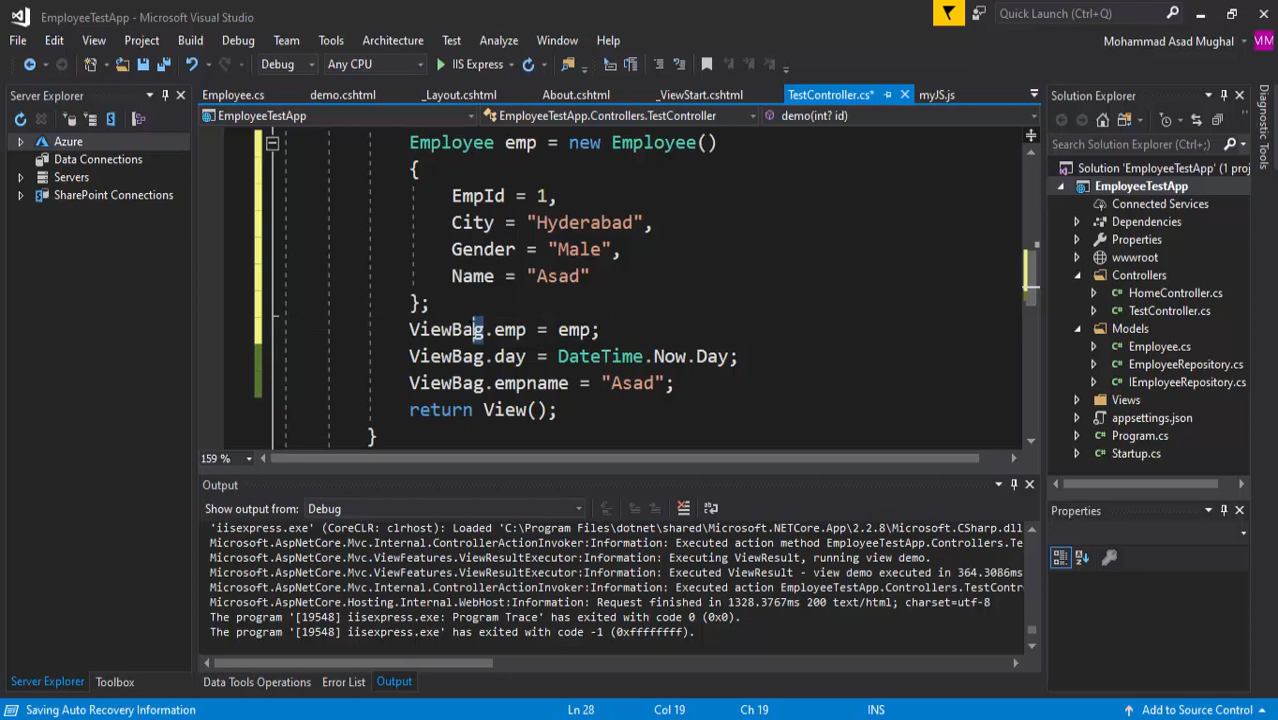 EmployeeTestApp - Microsoft Visual Studio
Quick Launch (Ctrl+Q)
File Edit View Project Build Debug Team Tools Architecture Test Analyze Window Help
Mohammad Asad Mughal
MM
Debug Any CPU IIS Express
Server Explorer
Azure
Data Connections
Servers
SharePoint Connections
Employee.cs demo.cshtml _Layout.cshtml About.cshtml _ViewStart.cshtml TestController.cs* myJS.js
EmployeeTestApp EmployeeTestApp.Controllers.TestController demo(int? id)
Employee emp = new Employee()
{
EmpId = 1,
City = "Hyderabad",
Gender = "Male",
Name = "Asad"
};
ViewBag.emp = emp;
ViewBag.day = DateTime.Now.Day;
ViewBag.empname = "Asad";
return View();
}
159 %
Output
Show output from: Debug
'iisexpress.exe' (CoreCLR: clrhost): Loaded 'C:\Program Files\dotnet\shared\Microsoft.NETCore.App\2.2.8\Microsoft.CSharp.dll
Microsoft.AspNetCore.Mvc.Internal.ControllerActionInvoker:Information: Executed action method EmployeeTestApp.Controllers.Te
Microsoft.AspNetCore.Mvc.ViewFeatures.ViewResultExecutor:Information: Executing ViewResult, running view demo.
Microsoft.AspNetCore.Mvc.ViewFeatures.ViewResultExecutor:Information: Executed ViewResult - view demo executed in 364.3086ms
Microsoft.AspNetCore.Mvc.Internal.ControllerActionInvoker:Information: Executed action EmployeeTestApp.Controllers.TestContr
Microsoft.AspNetCore.Hosting.Internal.WebHost:Information: Request finished in 1328.3767ms 200 text/html; charset=utf-8
The program '[19548] iisexpress.exe: Program Trace' has exited with code 0 (0x0).
The program '[19548] iisexpress.exe' has exited with code -1 (0xffffffff).
Server Explorer Toolbox
Data Tools Operations Error List Output
Solution Explorer
Search Solution Explorer (Ctrl+;)
Solution 'EmployeeTestApp' (1 proj
EmployeeTestApp
Connected Services
Dependencies
Properties
wwwroot
Controllers
HomeController.cs
TestController.cs
Models
Employee.cs
EmployeeRepository.cs
IEmployeeRepository.cs
Views
appsettings.json
Program.cs
Startup.cs
Properties
Diagnostic Tools
Saving Auto Recovery Information Ln 28 Col 19 Ch 19 INS Add to Source Control